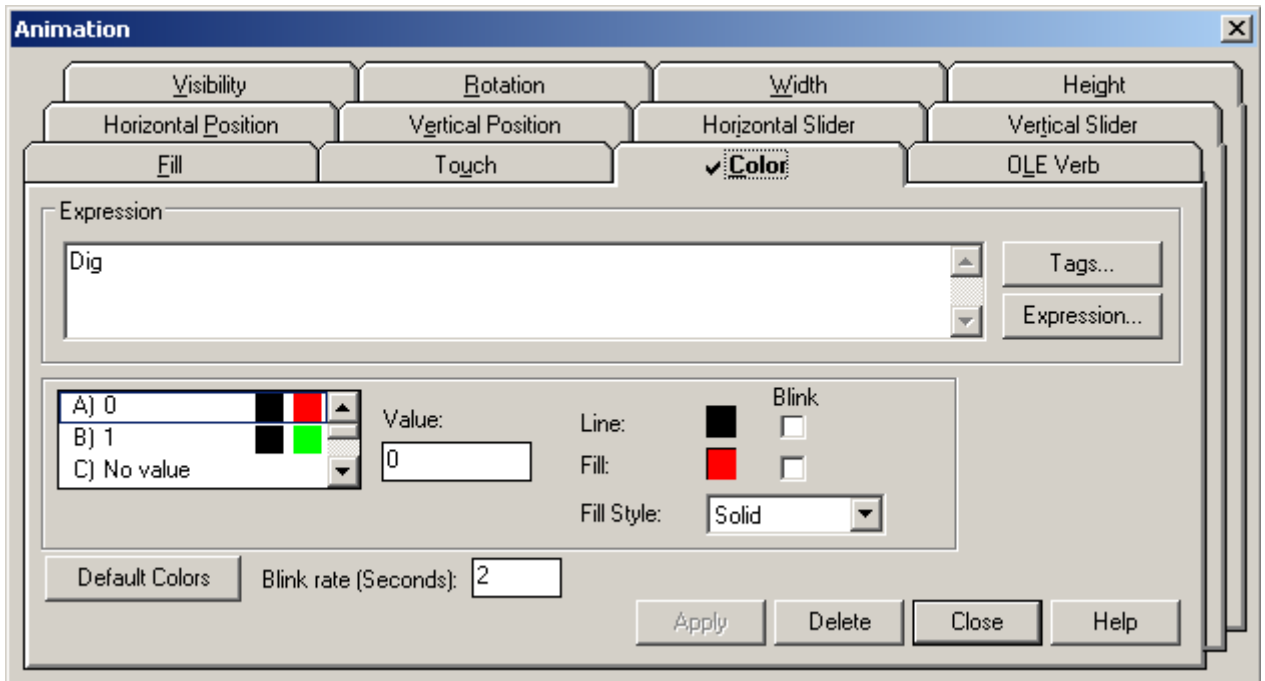 Animation
Visibility Rotation Width Height
Horizontal Position Vertical Position Horizontal Slider Vertical Slider
Fill Touch Color OLE Verb
Expression
Dig
Tags...
Expression...
A) 0
B) 1
C) No value
Value:
0
Blink
Line:
Fill:
Fill Style: Solid
Default Colors Blink rate (Seconds): 2
Apply Delete Close Help